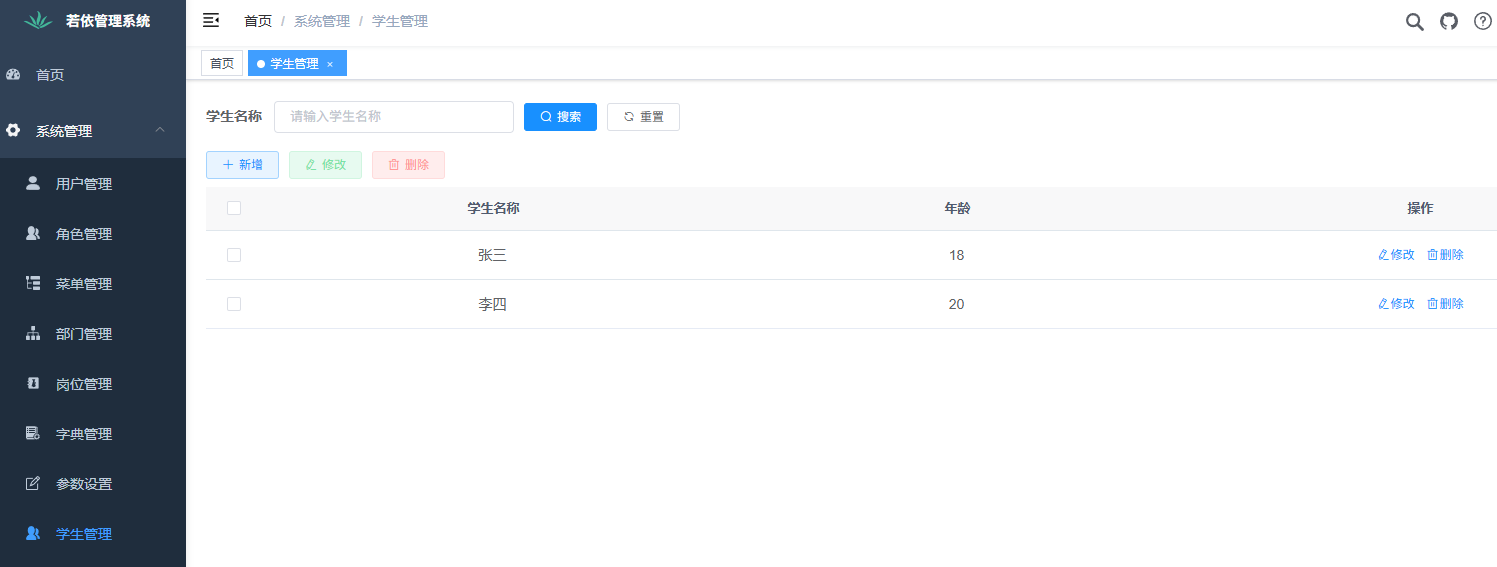 若依管理系统
首页 / 系统管理 / 学生管理
首页 学生管理 ×
首页
系统管理
用户管理
角色管理
菜单管理
部门管理
岗位管理
字典管理
参数设置
学生管理
学生名称 请输入学生名称 搜索 重置
新增 修改 删除
学生名称 年龄 操作
张三 18 修改 删除
李四 20 修改 删除